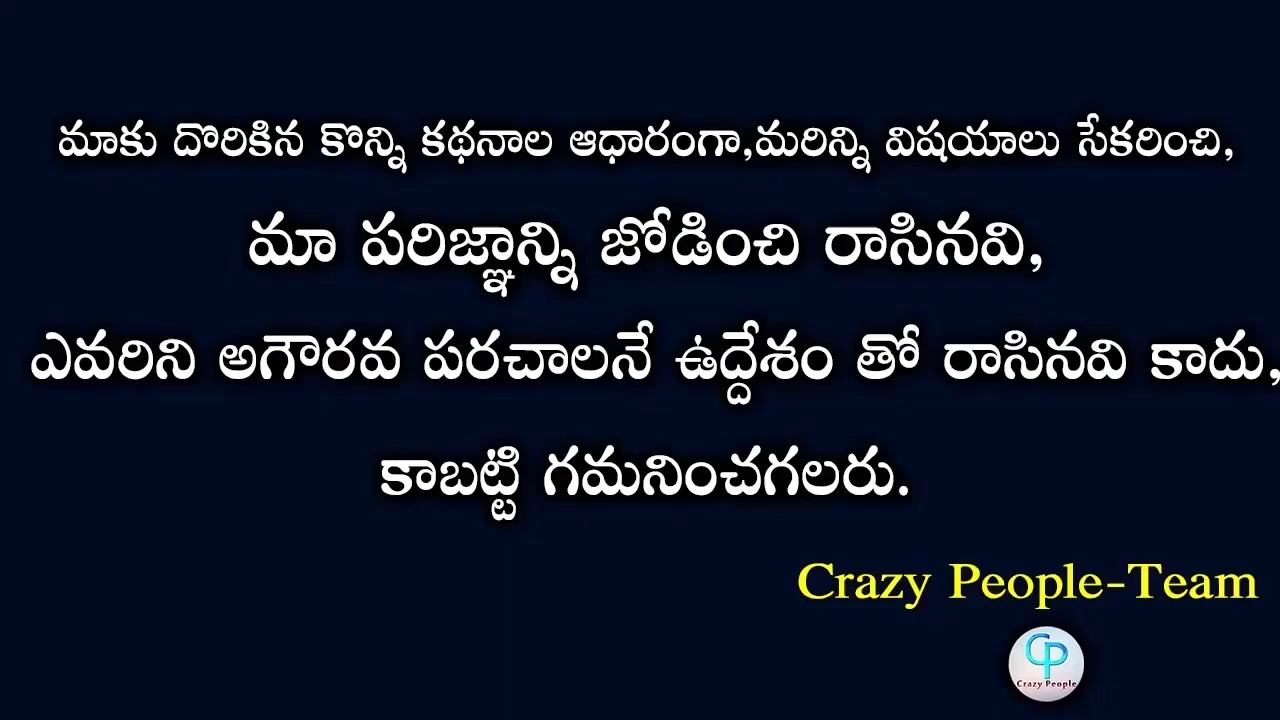 మాకు దొరికిన కొన్ని కథనాల ఆధారంగా,మరిన్ని విషయాలు సేకరించి,
మా పరిజ్ఞాన్ని జోడించి రాసినవి,
ఎవరిని అగౌరవ పరచాలనే ఉద్దేశం తో రాసినవి కాదు,
కాబట్టి గమనించగలరు.
Crazy People-Team
CP
Crazy People